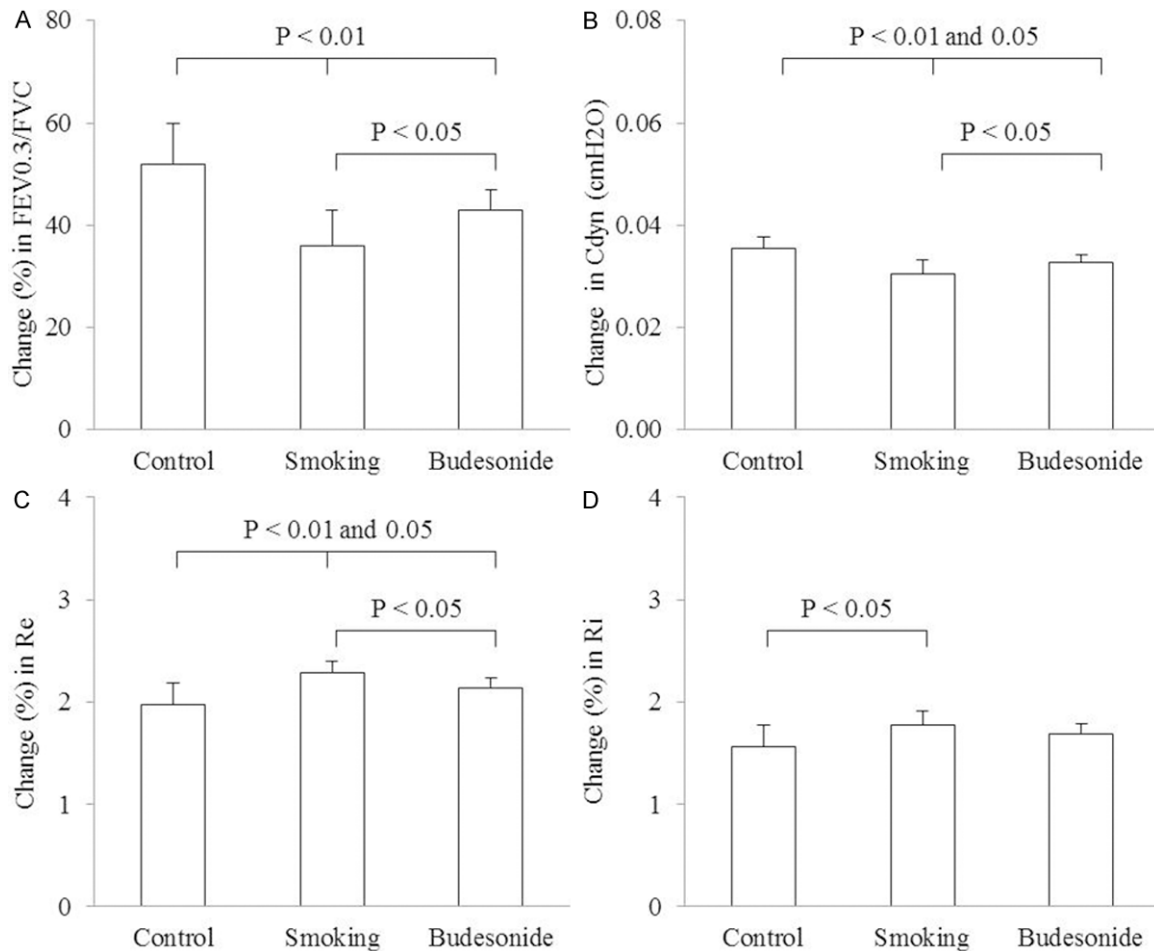 A
Change (%) in FEV0.3/FVC
80
60
40
20
0
P < 0.01
P < 0.05
Control Smoking Budesonide
B
Change in Cdyn (cmH2O)
0.08
0.06
0.04
0.02
0.00
P < 0.01 and 0.05
P < 0.05
Control Smoking Budesonide
C
Change (%) in Re
4
3
2
1
0
P < 0.01 and 0.05
P < 0.05
Control Smoking Budesonide
D
Change (%) in Ri
4
3
2
1
0
P < 0.05
Control Smoking Budesonide